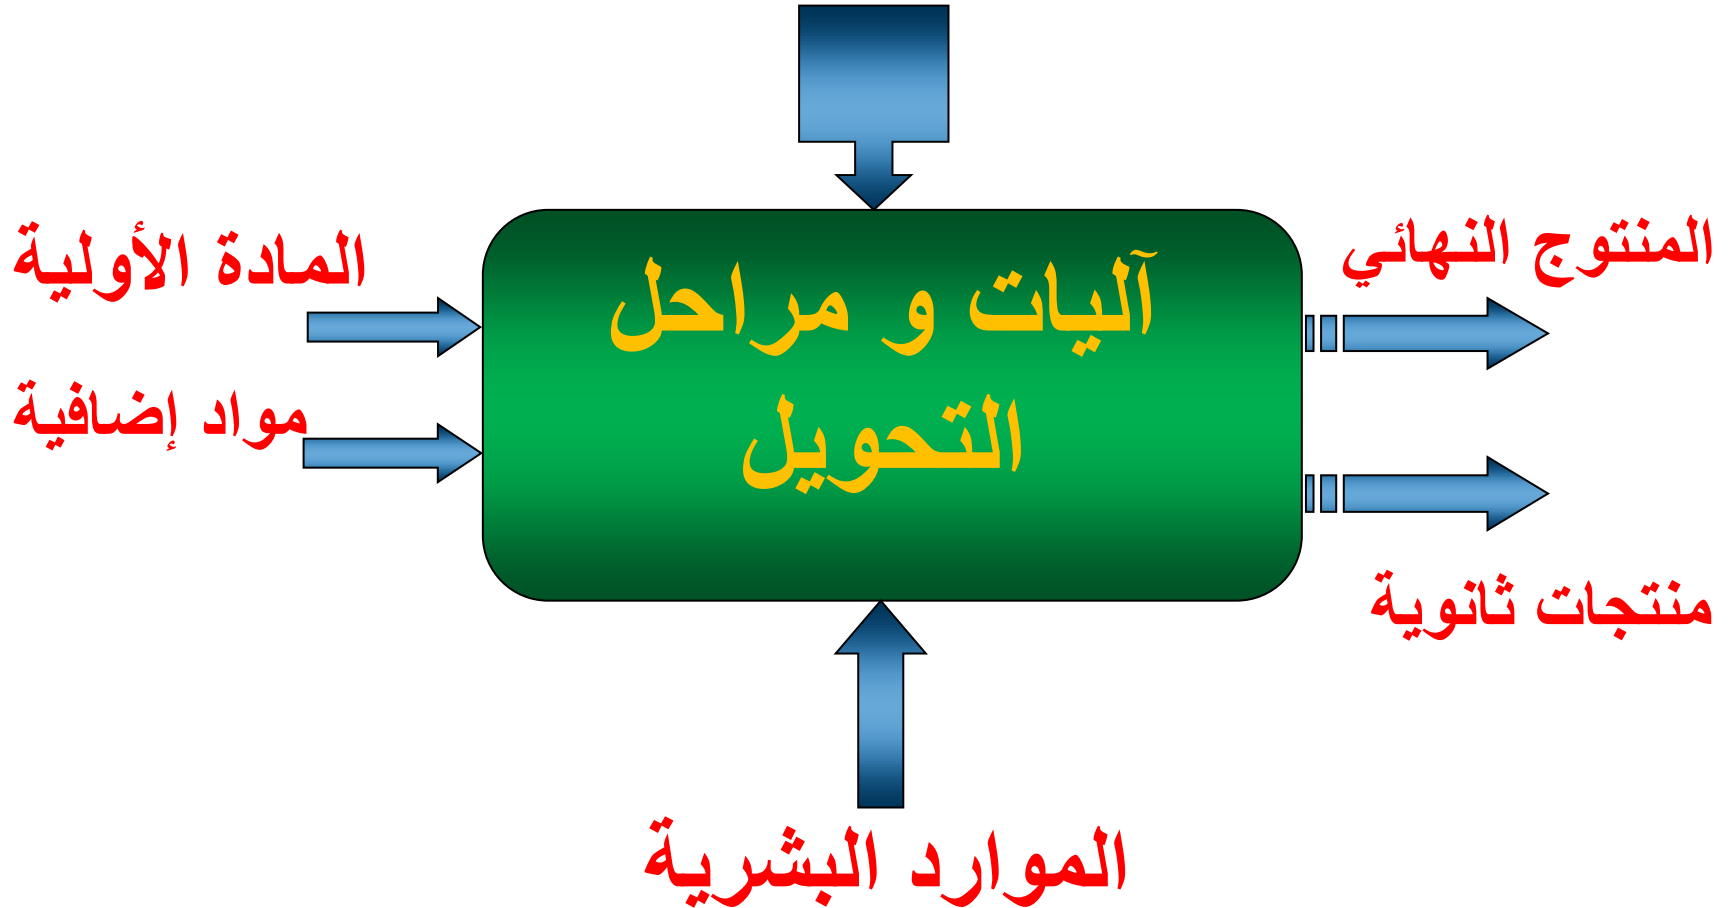 المنتوج النهائي
المادة الأولية
آليات و مراحل
التحويل
مواد إضافية
منتجات ثانوية
الموارد البشرية